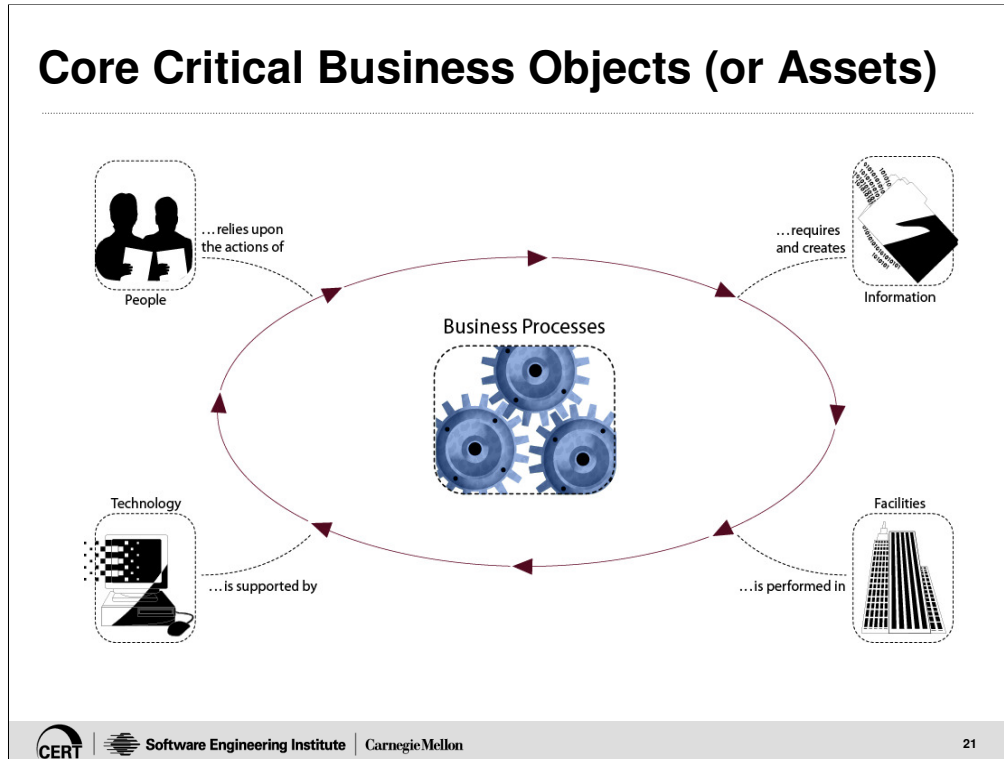 Core Critical Business Objects (or Assets)
…relies upon
the actions of
People
…requires
and creates
Information
Business Processes
Technology
…is supported by
Facilities
…is performed in
CERT
Software Engineering Institute
Carnegie Mellon
21